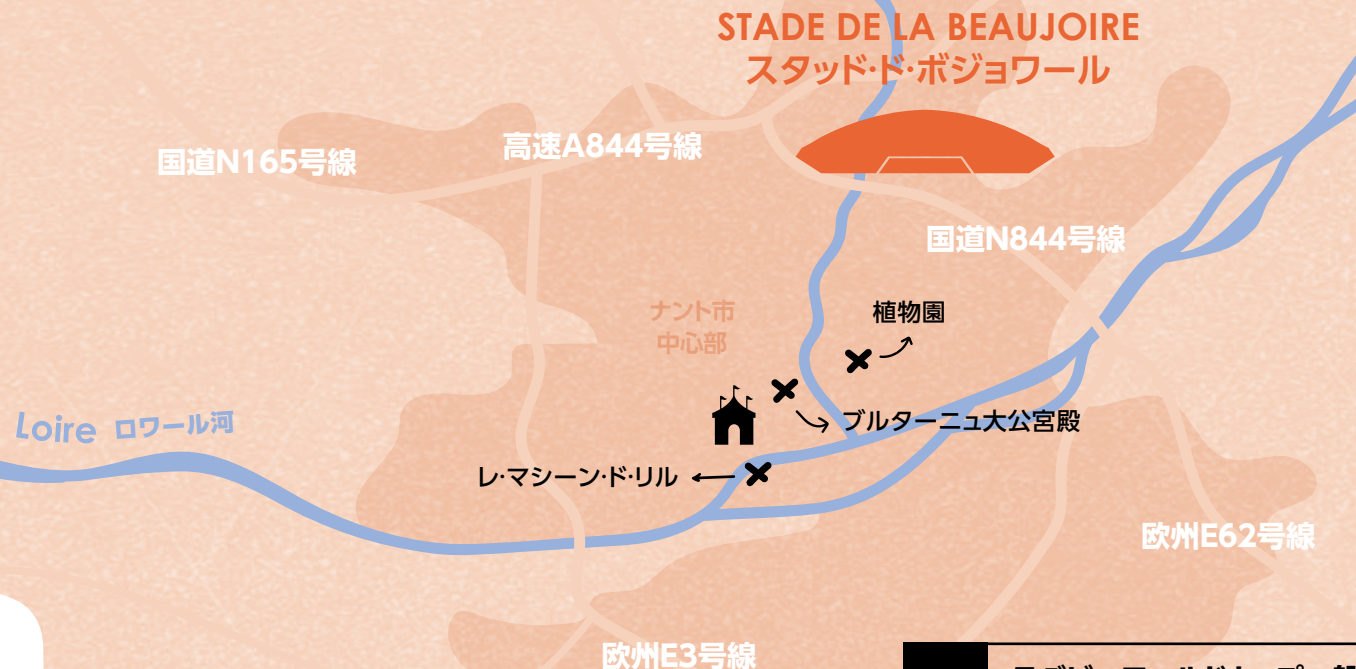 STADE DE LA BEAUJOIRE
スタッド・ド・ボジョワール
高速A844号線
国道N165号線
国道N844号線
ナント市
中心部
植物園
Loire ロワール河
ブルターニュ大公宮殿
レ・マシーン・ド・リル
欧州E62号線
欧州E3号線